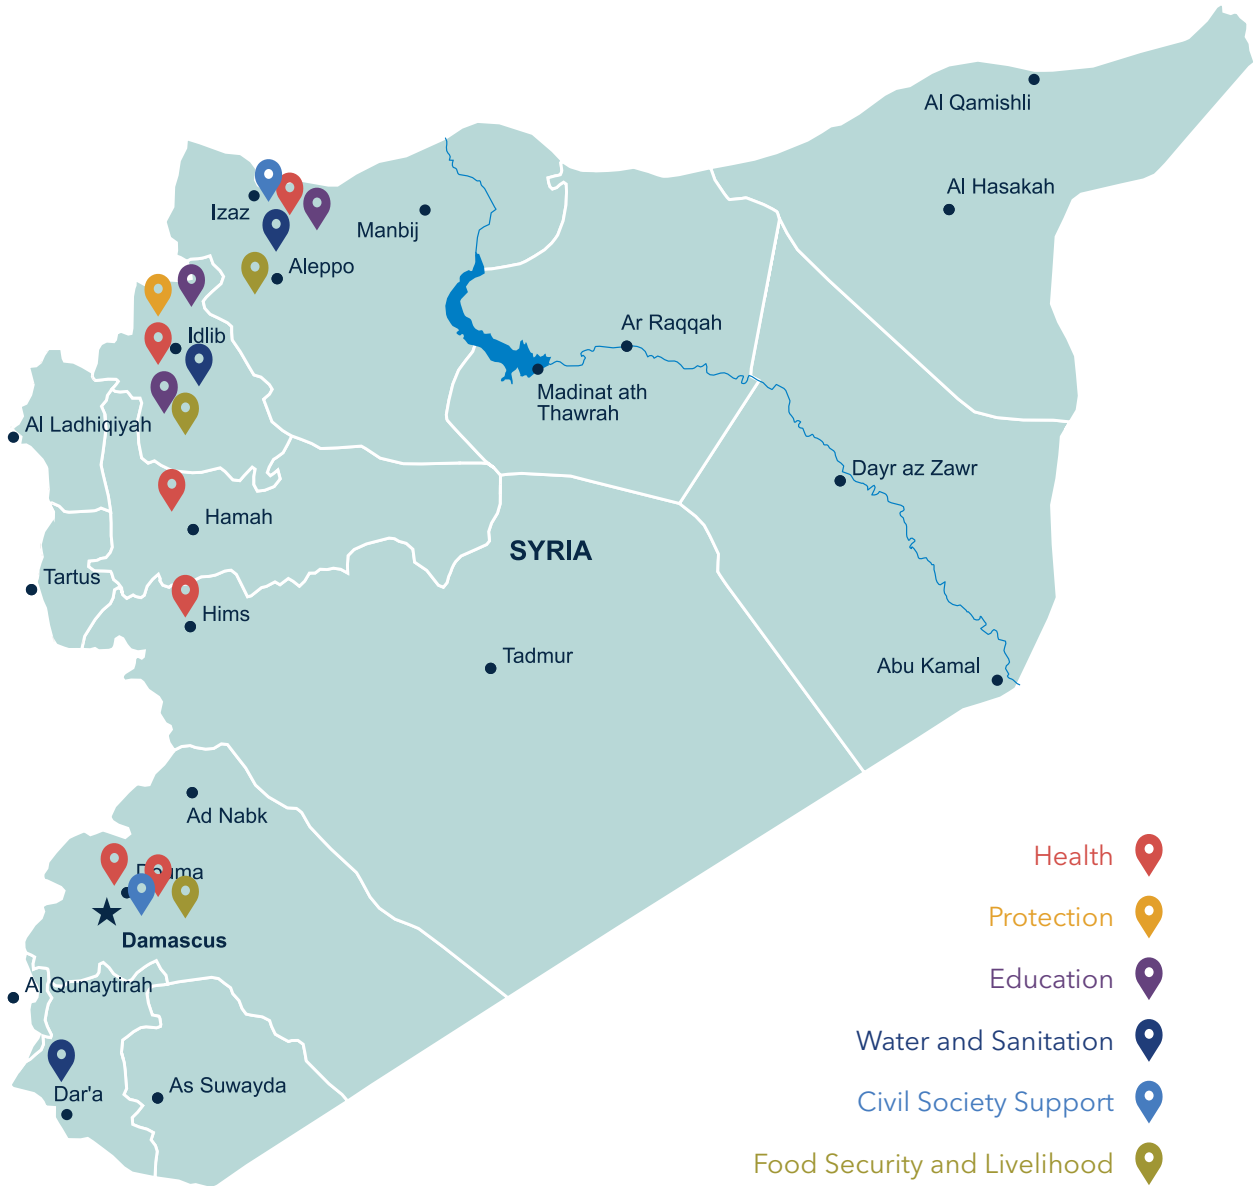 Al Qamishli
Al Hasakah
Izaz
Manbij
Aleppo
Ar Raqqah
Idlib
Madinat ath
Thawrah
Al Ladhiqiyah
Dayr az Zawr
Hamah
SYRIA
Tartus
Hims
Tadmur
Abu Kamal
Ad Nabk
Douma
Damascus
Al Qunaytirah
Dar'a
As Suwayda
Health
Protection
Education
Water and Sanitation
Civil Society Support
Food Security and Livelihood